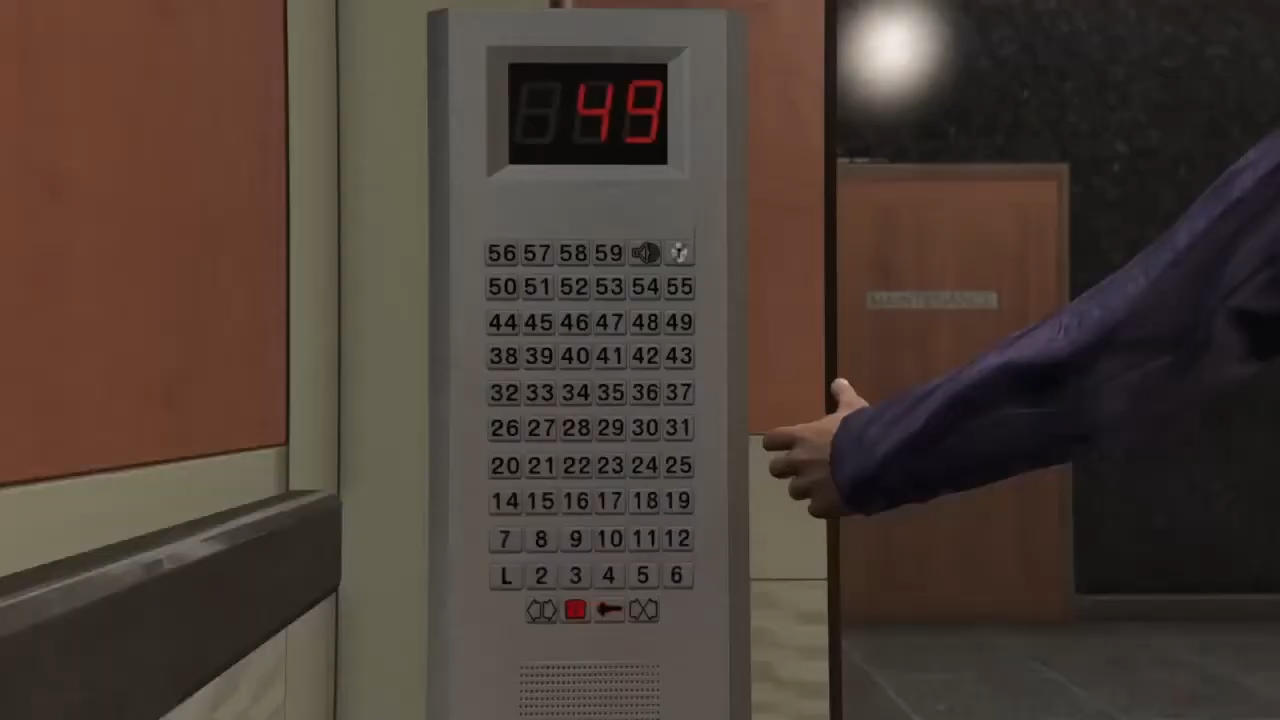 49
56 57 58 59
50 51 52 53 54 55
44 45 46 47 48 49
38 39 40 41 42 43
32 33 34 35 36 37
26 27 28 29 30 31
20 21 22 23 24 25
14 15 16 17 18 19
7 8 9 10 11 12
L 2 3 4 5 6
MAINTENANCE